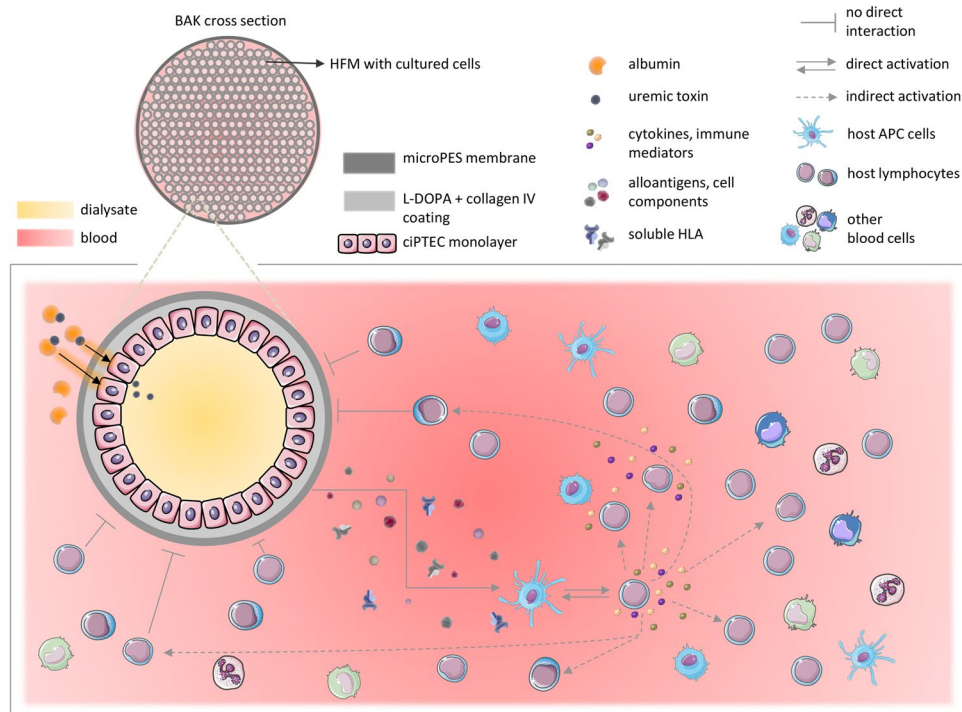 BAK cross section
HFM with cultured cells
dialysate
blood
microPES membrane
L-DOPA + collagen IV
coating
ciPTEC monolayer
albumin
uremic toxin
cytokines, immune
mediators
alloantigens, cell
components
soluble HLA
no direct
interaction
direct activation
indirect activation
host APC cells
host lymphocytes
other
blood cells